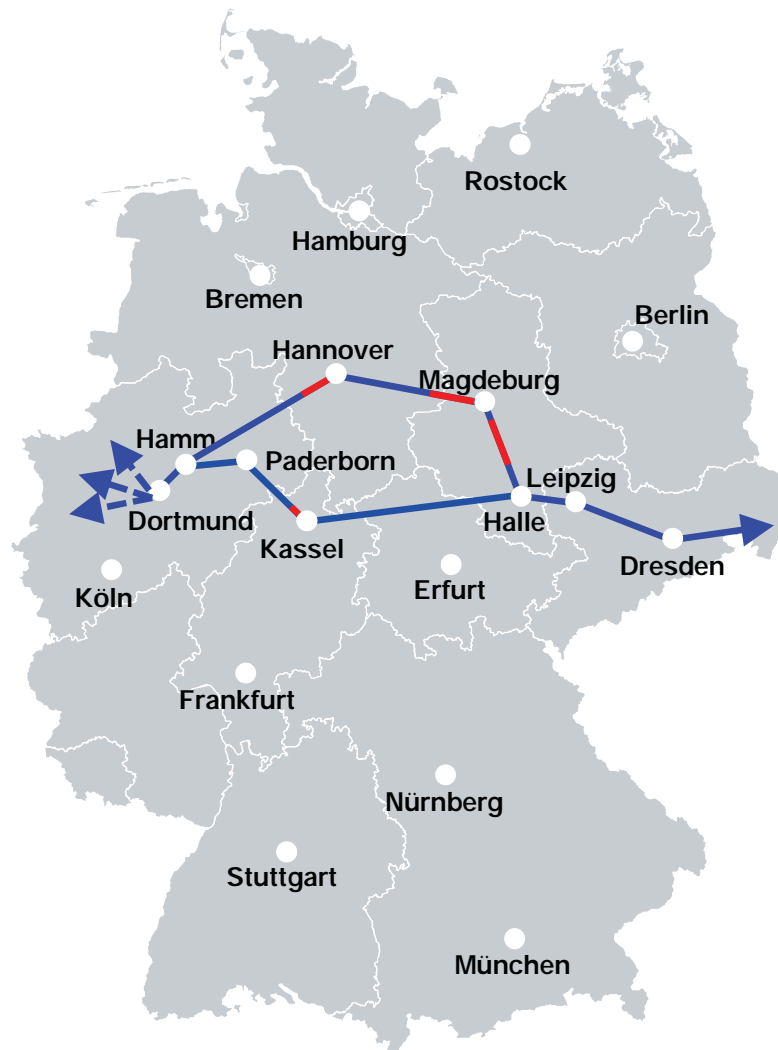 Rostock
Hamburg
Bremen
Berlin
Hannover
Magdeburg
Hamm
Paderborn
Leipzig
Dortmund
Halle
Kassel
Dresden
Köln
Erfurt
Frankfurt
Nürnberg
Stuttgart
München